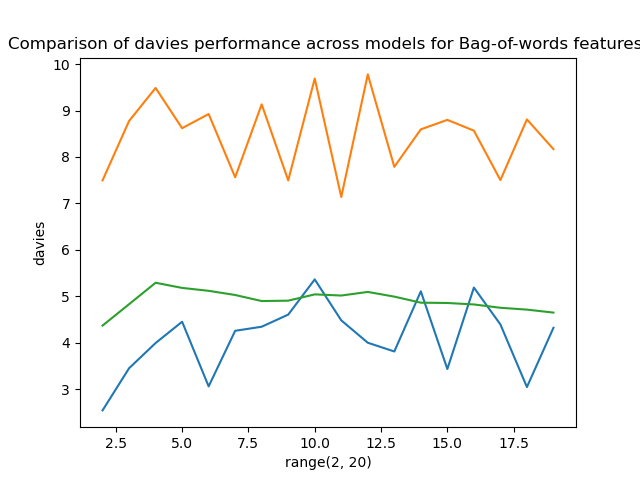 Comparison of davies performance across models for Bag-of-words features
10
9
8
7
6
5
4
3
davies
2.5 5.0 7.5 10.0 12.5 15.0 17.5
range(2, 20)